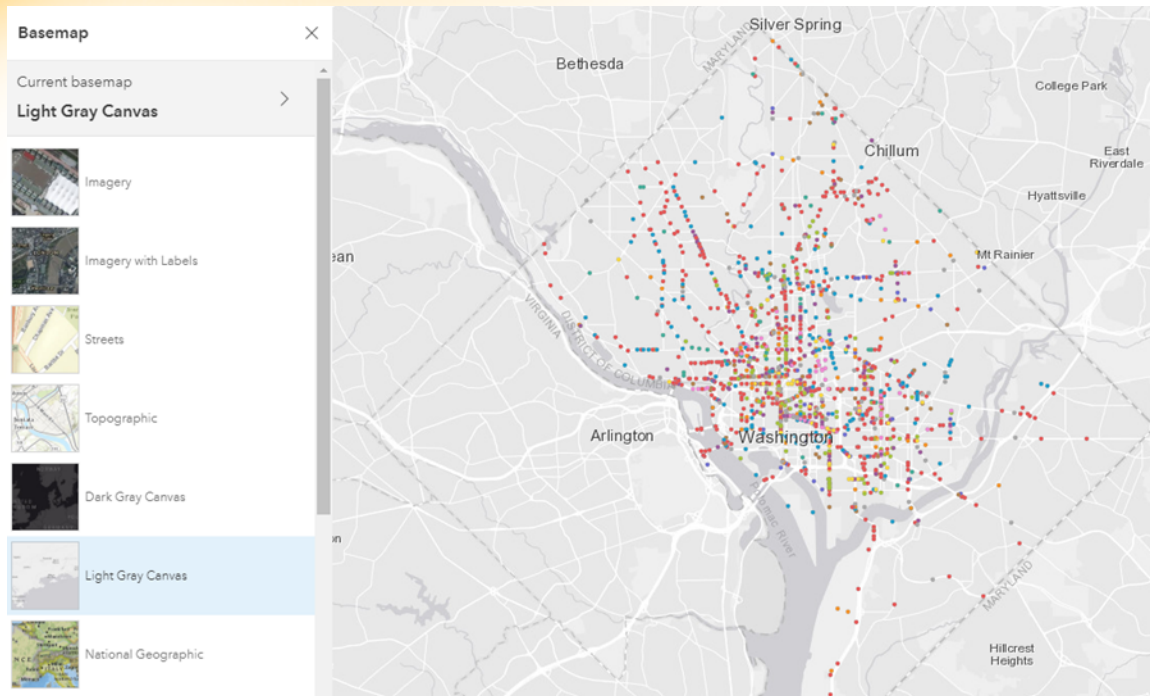 Basemap
Current basemap
Light Gray Canvas
Imagery
Imagery with Labels
Streets
Topographic
Dark Gray Canvas
Light Gray Canvas
National Geographic
Silver Spring
MARYLAND
Bethesda
College Park
Chillum
East
Riverdale
Hyattsville
ean
Mt Rainier
VIRGINIA
DISTRICT OF COLUMBIA
Arlington
Washington
Potomac River
on
MARYLAND
Hillcrest
Heights